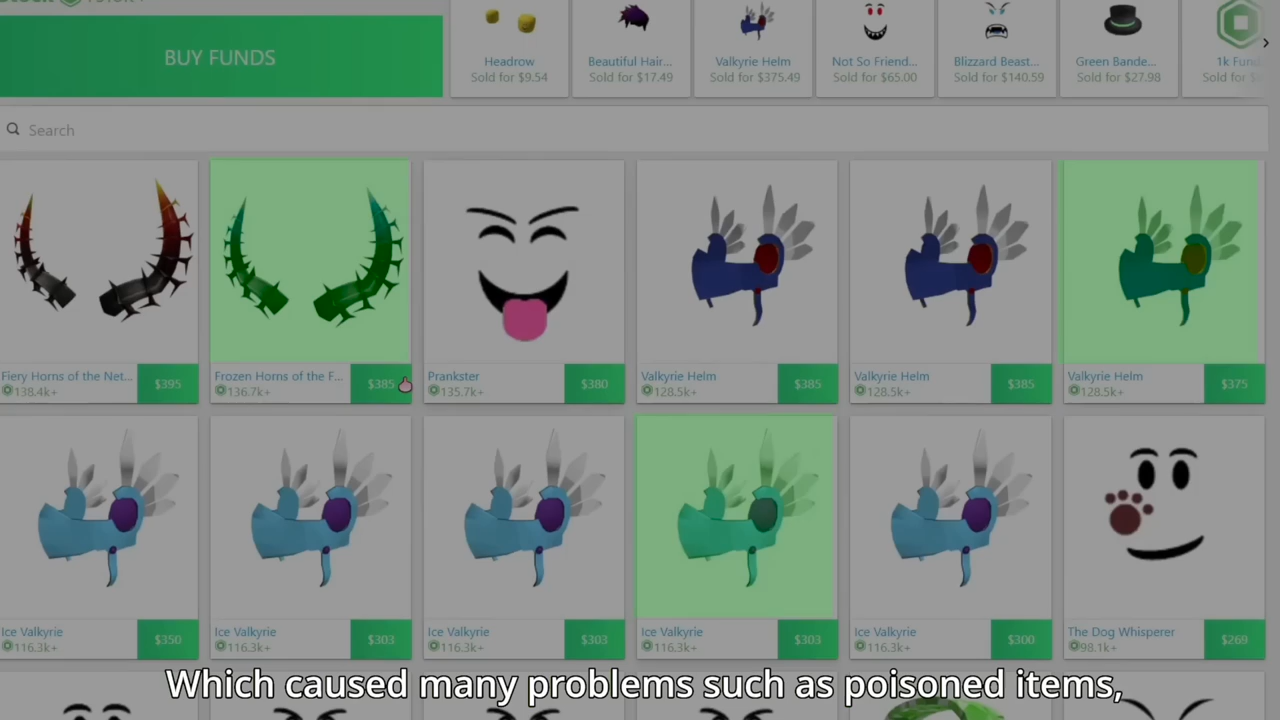 BUY FUNDS
Headrow
Sold for $9.54
Beautiful Hair...
Sold for $17.49
Valkyrie Helm
Sold for $375.49
Not So Friend...
Sold for $65.00
Blizzard Beast...
Sold for $140.59
Green Bande...
Sold for $27.98
Sold for
Search
Fiery Horns of the Net...
138.4k+
$395
Frozen Horns of the F...
136.7k+
$385
Prankster
135.7k+
$380
Valkyrie Helm
128.5k+
$385
Valkyrie Helm
128.5k+
$385
Valkyrie Helm
128.5k+
$375
Ice Valkyrie
116.3k+
$350
Ice Valkyrie
116.3k+
$303
Ice Valkyrie
116.3k+
$303
Ice Valkyrie
116.3k+
$303
Ice Valkyrie
116.3k+
$300
The Dog Whisperer
98.1k+
$269
Which caused many problems such as poisoned items,